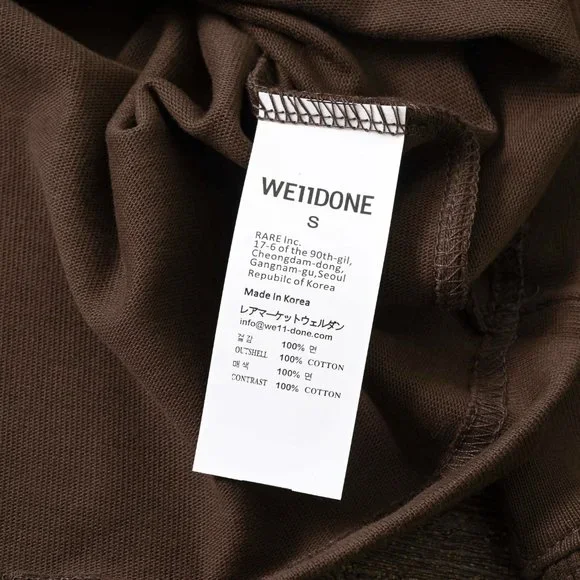 WE11DONE
S
RARE Inc.
17-6 of the 90th-gil,
Cheongdam-dong,
Gangnam-gu,Seoul
Republic of Korea
Made in Korea
レアマーケットウェルダン
info@we11-done.com
겉감 100% 면
OUTSHELL 100% COTTON
매색 100% 면
CONTRAST 100% COTTON